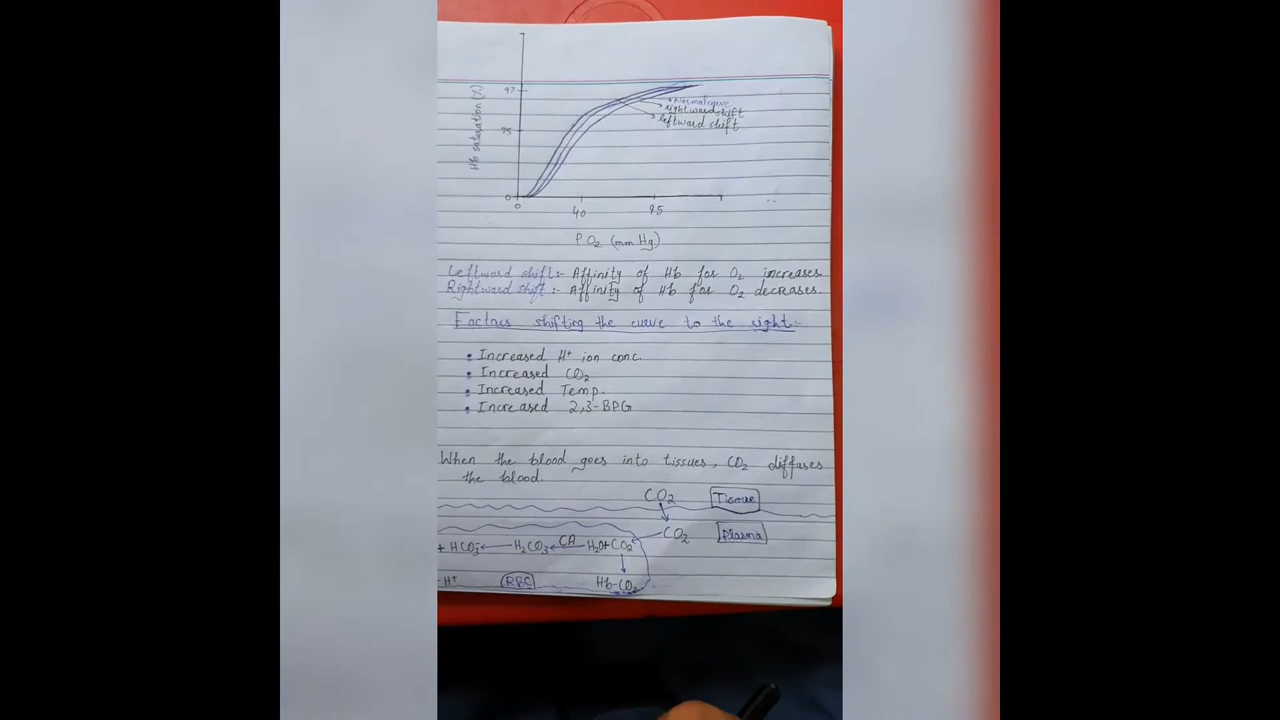 Hb saturation (%)
97
75
0
0
40
95
Normal curve
rightward shift
leftward shift
PO2 (mm Hg)
Leftward shift:- Affinity of Hb for O2 increases
Rightward shift:- Affinity of Hb for O2 decreases.
Factors shifting the curve to the right:-
• Increased H+ ion conc.
• Increased CO2
• Increased Temp.
• Increased 2,3-BPG
When the blood goes into tissues, CO2 diffuses
the blood.
CO2 Tissue
CO2 Plasma
+ HCO3- ← H2CO3 ← CA H2O + CO2
-H+ RBC Hb-CO2